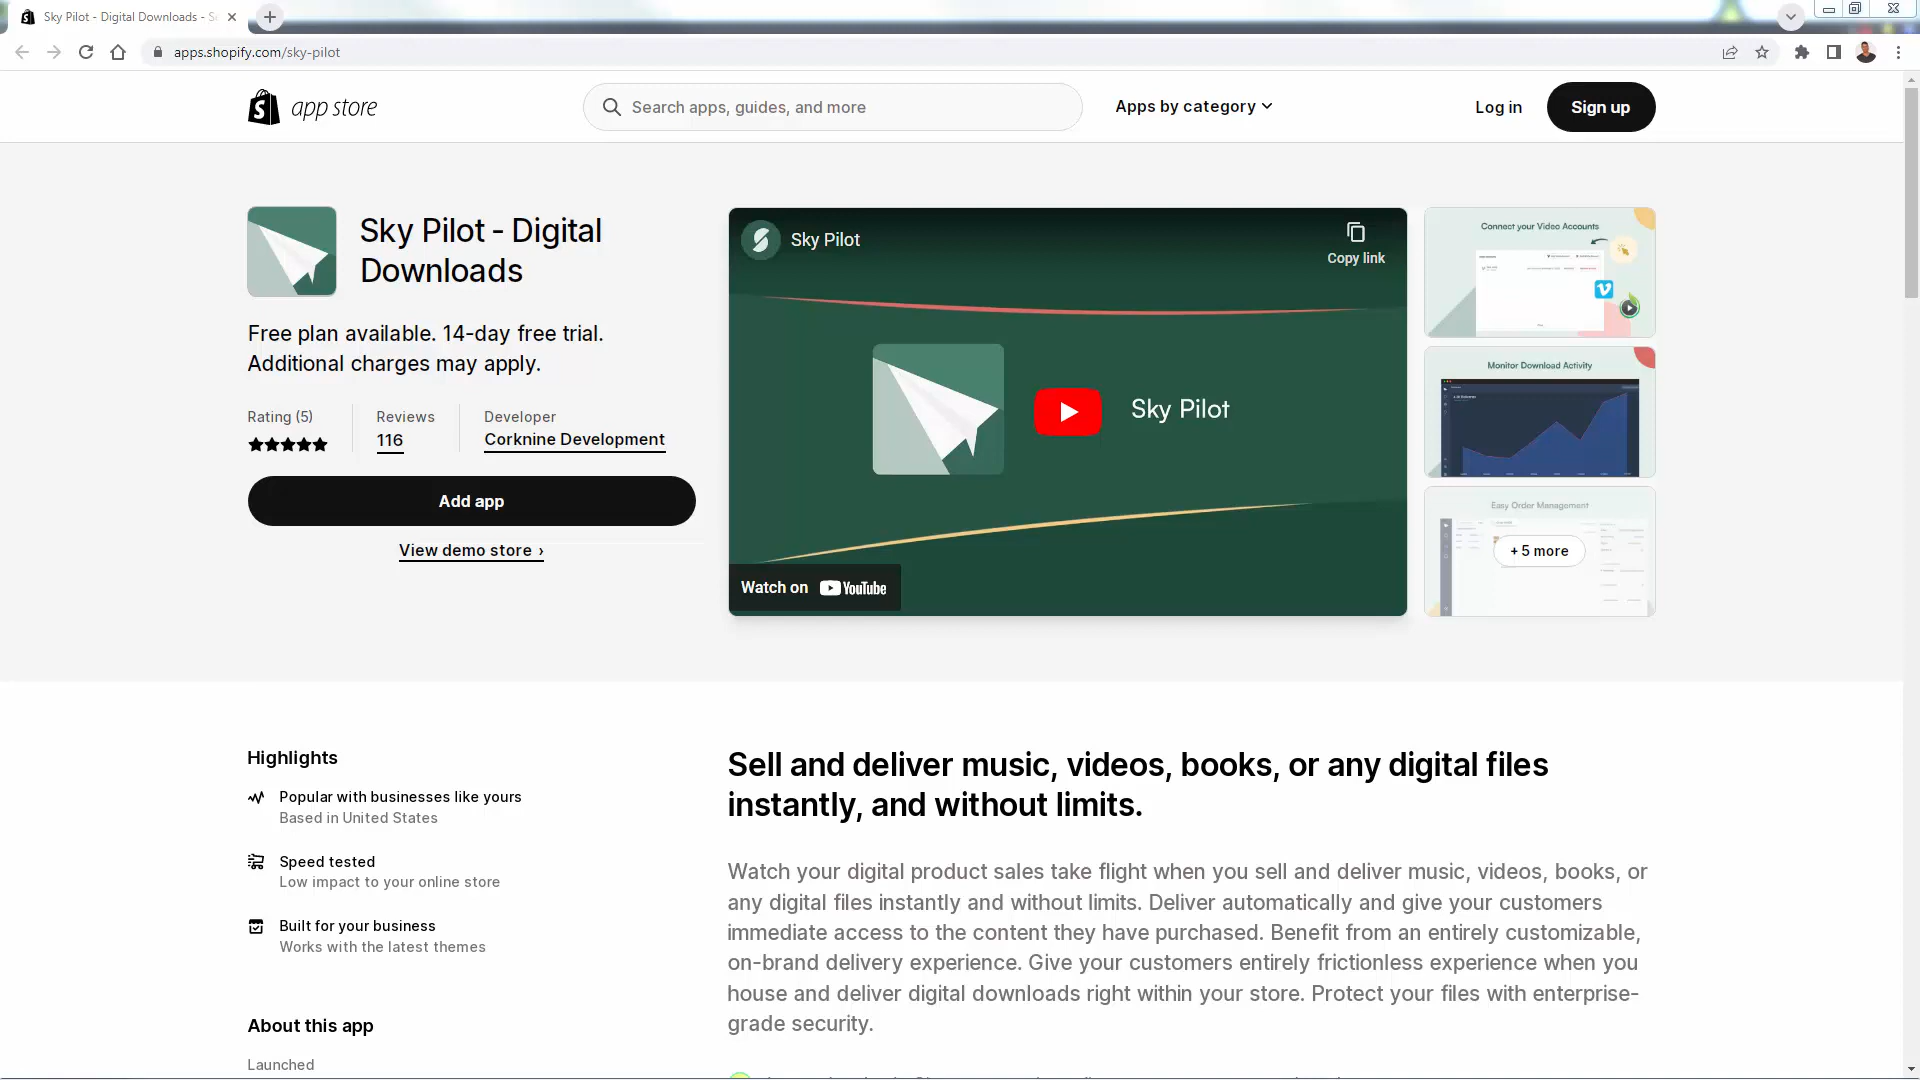 Sky Pilot - Digital Downloads - S
apps.shopify.com/sky-pilot
app store
Search apps, guides, and more
Apps by category
Log in
Sign up
Sky Pilot - Digital
Downloads
Free plan available. 14-day free trial.
Additional charges may apply.
Rating (5)
Reviews
116
Developer
Corknine Development
Add app
View demo store ›
Sky Pilot
Copy link
Sky Pilot
Watch on YouTube
Connect your Video Accounts
Monitor Download Activity
Easy Order Management
+ 5 more
Highlights
Popular with businesses like yours
Based in United States
Speed tested
Low impact to your online store
Built for your business
Works with the latest themes
About this app
Launched
Sell and deliver music, videos, books, or any digital files
instantly, and without limits.
Watch your digital product sales take flight when you sell and deliver music, videos, books, or
any digital files instantly and without limits. Deliver automatically and give your customers
immediate access to the content they have purchased. Benefit from an entirely customizable,
on-brand delivery experience. Give your customers entirely frictionless experience when you
house and deliver digital downloads right within your store. Protect your files with enterprise-
grade security.